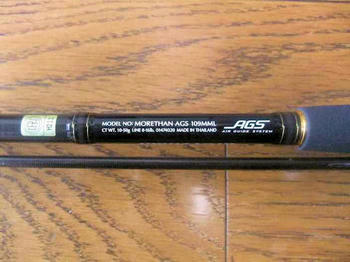 MODEL NO: MORETHAN AGS 109MML
CT WT. 10-50g LINE 8-16lb. 01474020 MADE IN THAILAND
AGS
AIR GUIDE SYSTEM